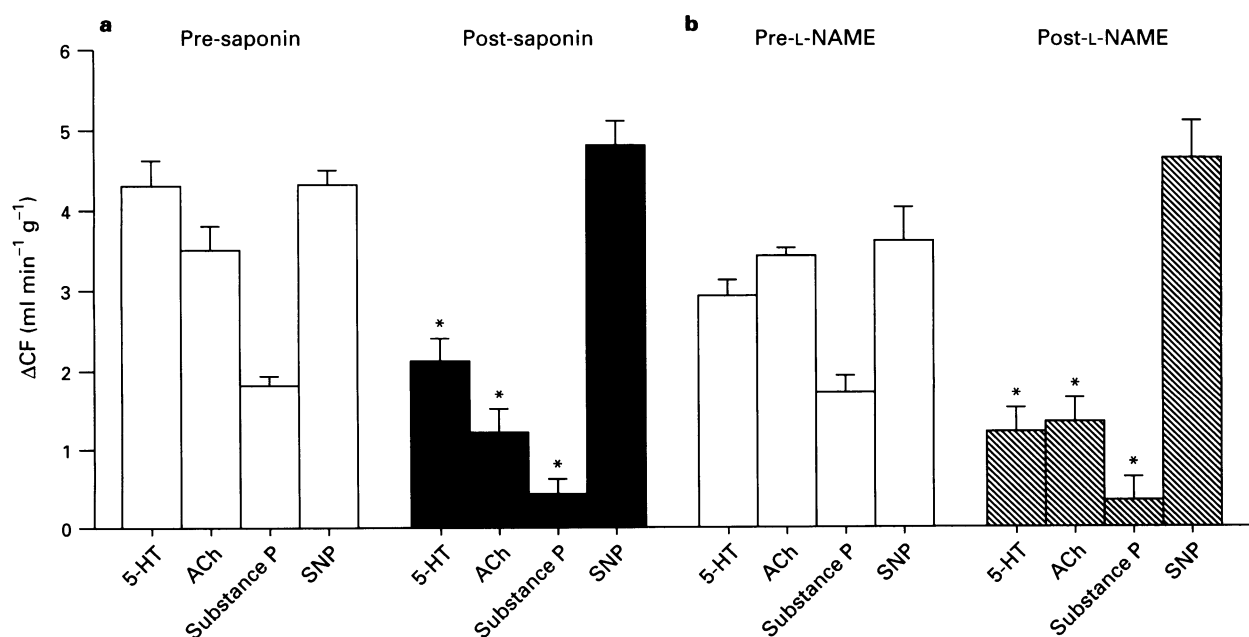 a
Pre-saponin
Post-saponin
b
Pre-L-NAME
Post-L-NAME
6
5
4
3
2
1
0
ΔCF (ml min⁻¹ g⁻¹)
*
*
*
*
*
*
5-HT
ACh
Substance P
SNP
5-HT
ACh
Substance P
SNP
5-HT
ACh
Substance P
SNP
5-HT
ACh
Substance P
SNP